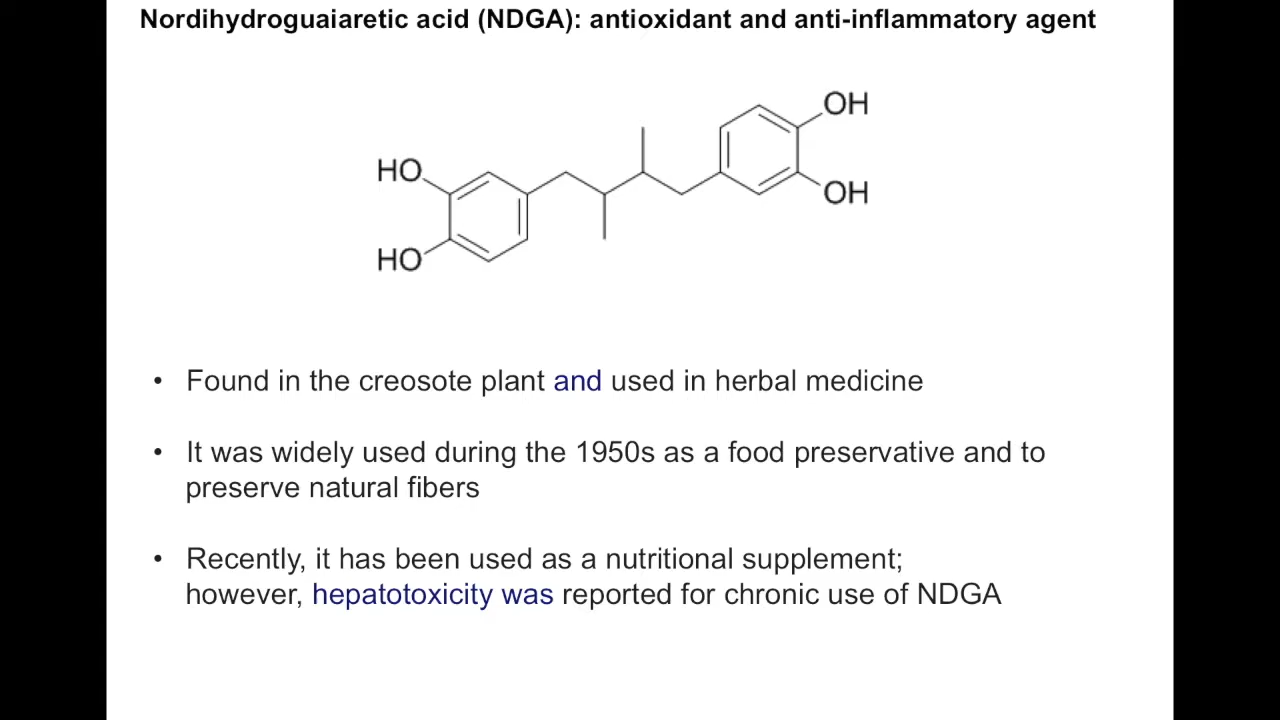 Nordihydroguaiaretic acid (NDGA): antioxidant and anti-inflammatory agent
OH
HO
OH
HO
• Found in the creosote plant and used in herbal medicine
• It was widely used during the 1950s as a food preservative and to
preserve natural fibers
• Recently, it has been used as a nutritional supplement;
however, hepatotoxicity was reported for chronic use of NDGA